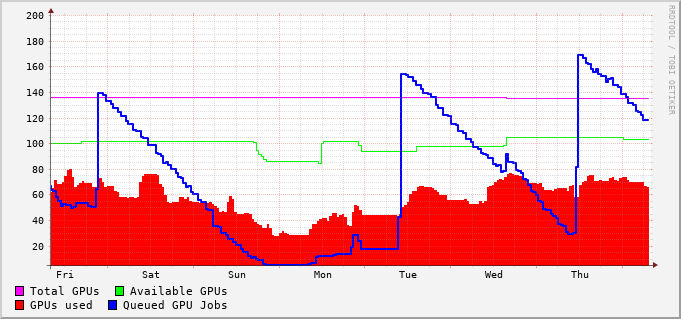 200
180
160
140
120
100
80
60
40
20
Fri Sat Sun Mon Tue Wed Thu
Total GPUs Available GPUs
GPUs used Queued GPU Jobs
RRDTOOL / TOBI OETIKER